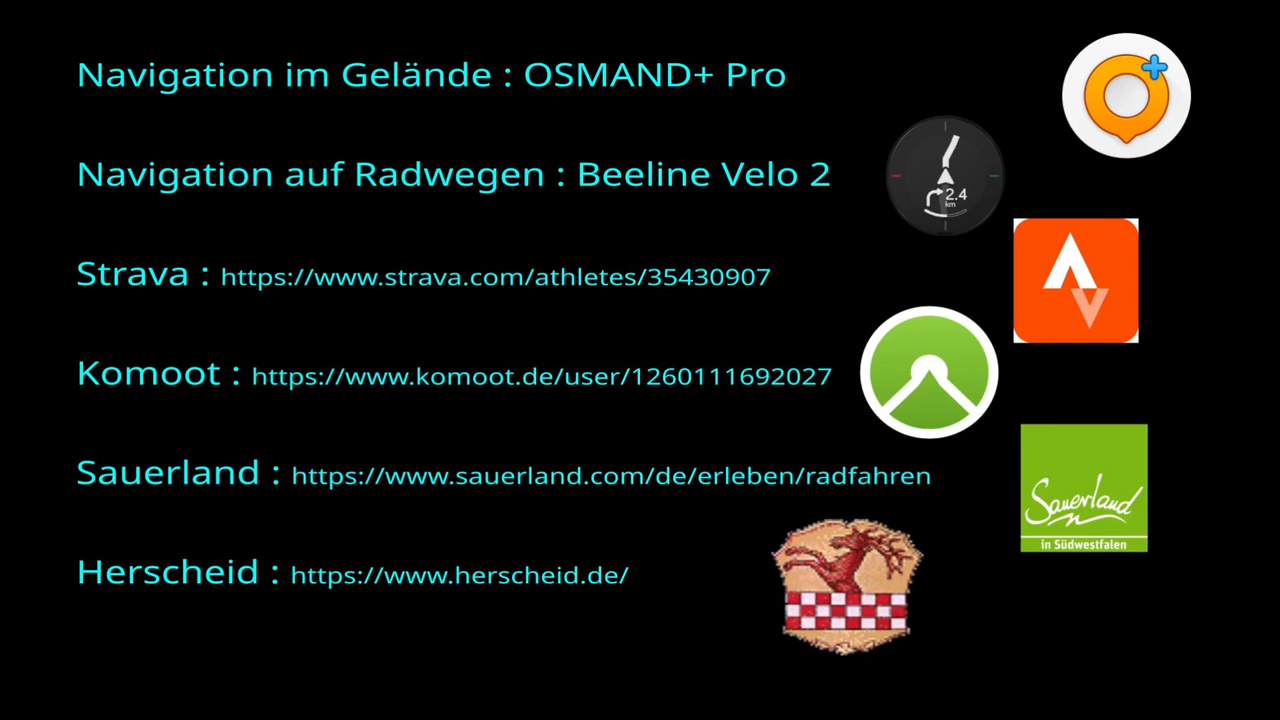 Navigation im Gelände : OSMAND+ Pro
Navigation auf Radwegen : Beeline Velo 2
2.4
km
Strava : https://www.strava.com/athletes/35430907
Komoot : https://www.komoot.de/user/1260111692027
Sauerland : https://www.sauerland.com/de/erleben/radfahren
Sauerland
in Südwestfalen
Herscheid : https://www.herscheid.de/